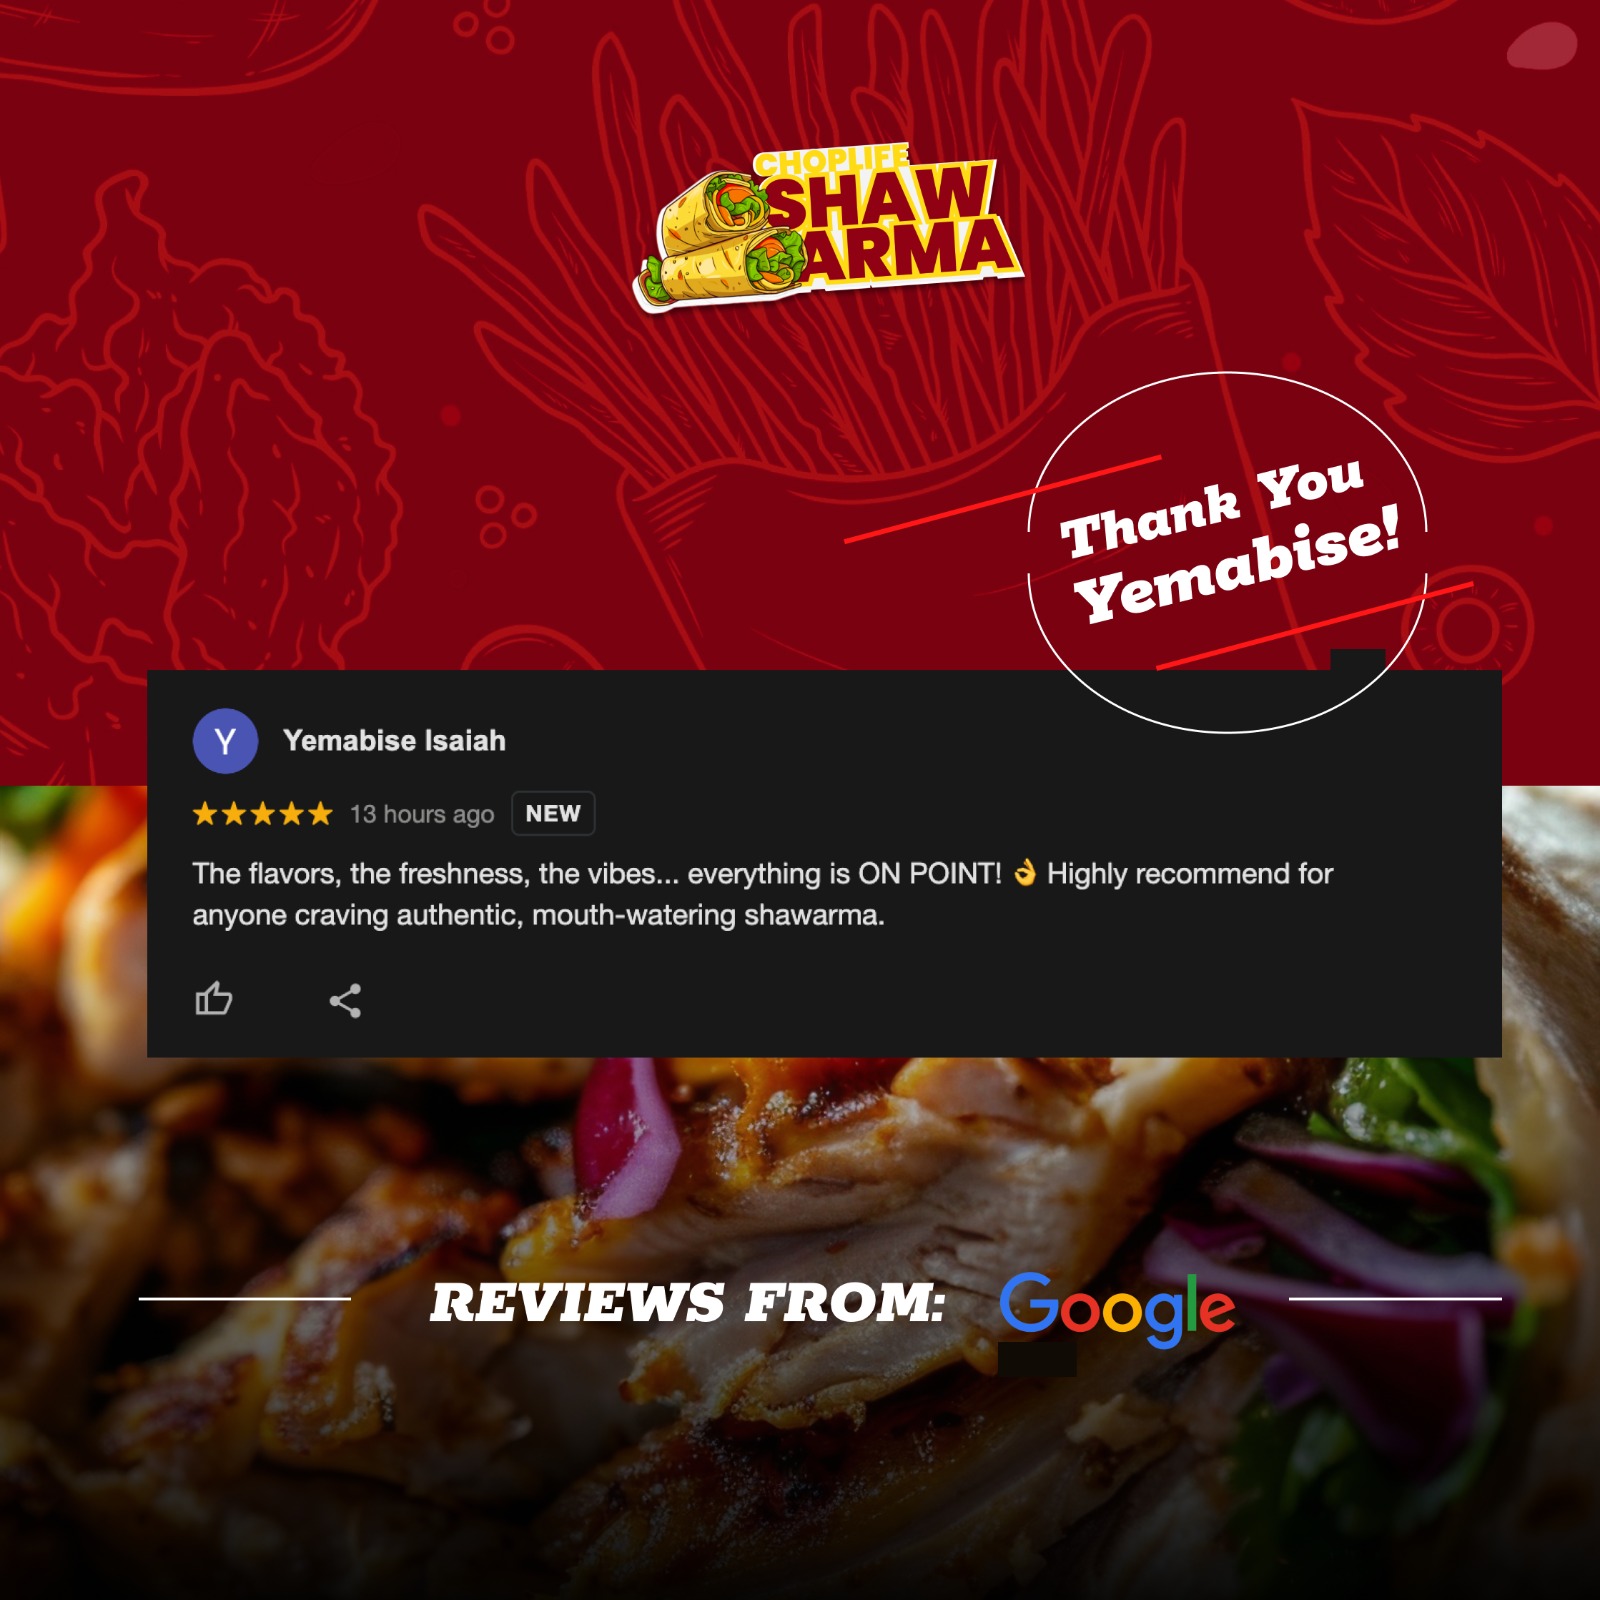 CHOPLIFE
SHAW
ARMA
Thank You
Yemabise!
Y
Yemabise Isaiah
13 hours ago NEW
The flavors, the freshness, the vibes... everything is ON POINT! 👌 Highly recommend for
anyone craving authentic, mouth-watering shawarma.
REVIEWS FROM: Google